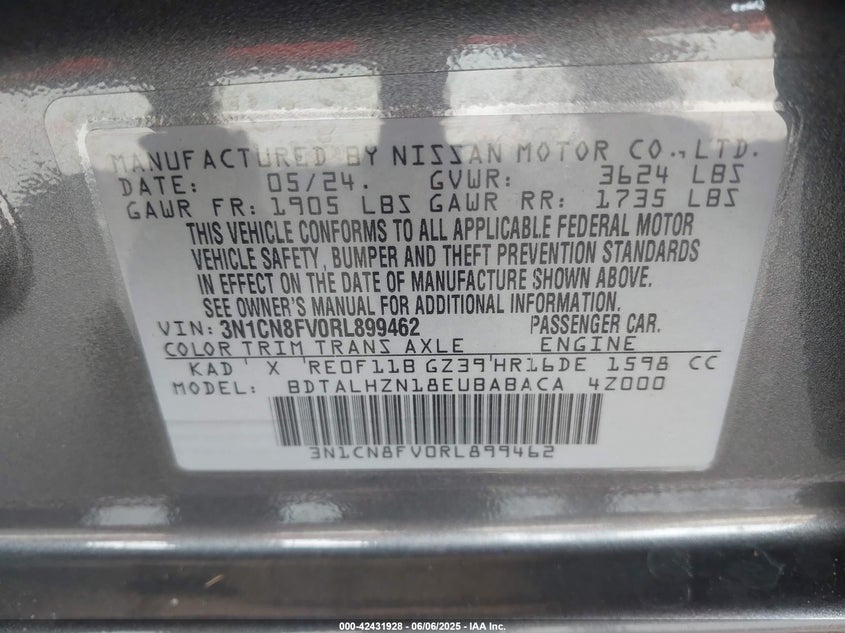 MANUFACTURED BY NISSAN MOTOR CO., LTD.
DATE: 05/24. GVWR: 3624 LBS
GAWR FR: 1905 LBS GAWR RR: 1735 LBS
THIS VEHICLE CONFORMS TO ALL APPLICABLE FEDERAL MOTOR
VEHICLE SAFETY, BUMPER AND THEFT PREVENTION STANDARDS
IN EFFECT ON THE DATE OF MANUFACTURE SHOWN ABOVE.
SEE OWNER'S MANUAL FOR ADDITIONAL INFORMATION.
VIN: 3N1CN8FV0RL899462 PASSENGER CAR.
COLOR TRIM TRANS AXLE ENGINE
KAD X RE0F11B GZ39 HR16DE 1598 CC
MODEL: BDTALHZN18EUBABACA 4Z000
3N1CN8FV0RL899462
000-42431928 - 06/06/2025 - IAA Inc.